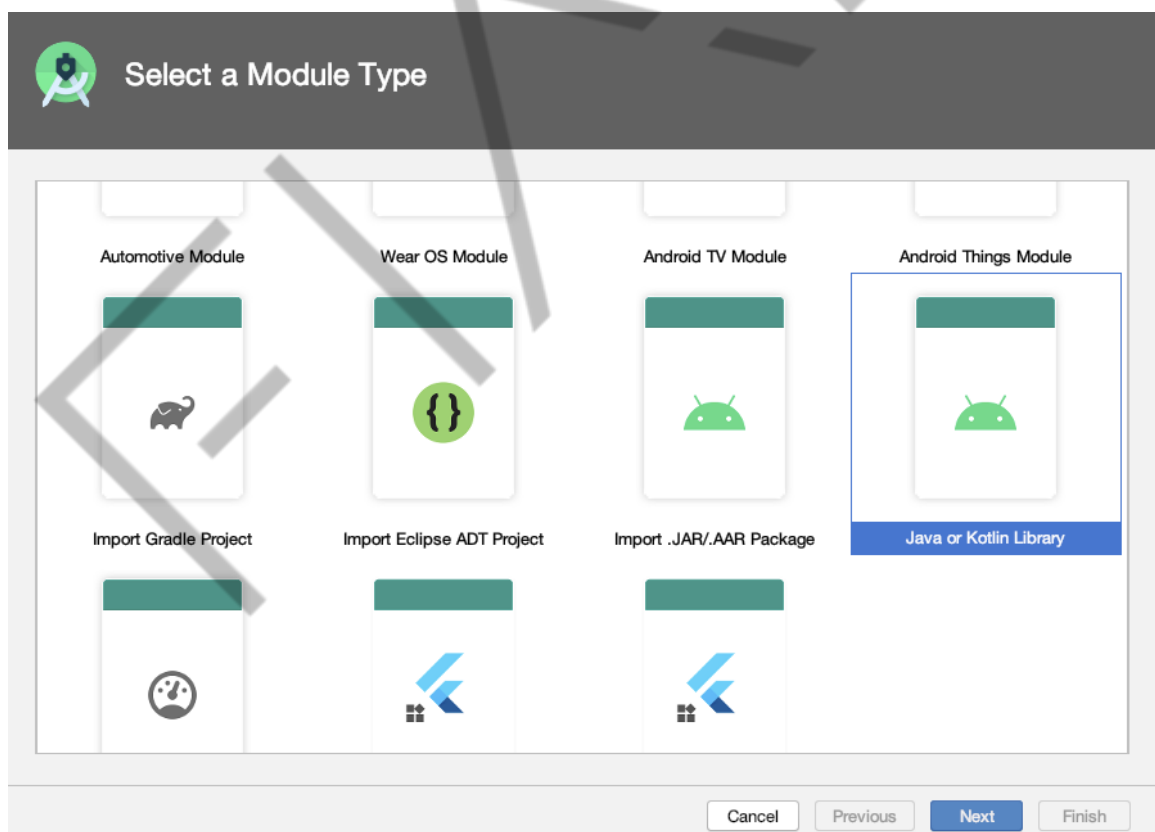 Select a Module Type
Automotive Module
Wear OS Module
Android TV Module
Android Things Module
Import Gradle Project
Import Eclipse ADT Project
Import .JAR/.AAR Package
Java or Kotlin Library
Cancel
Previous
Next
Finish